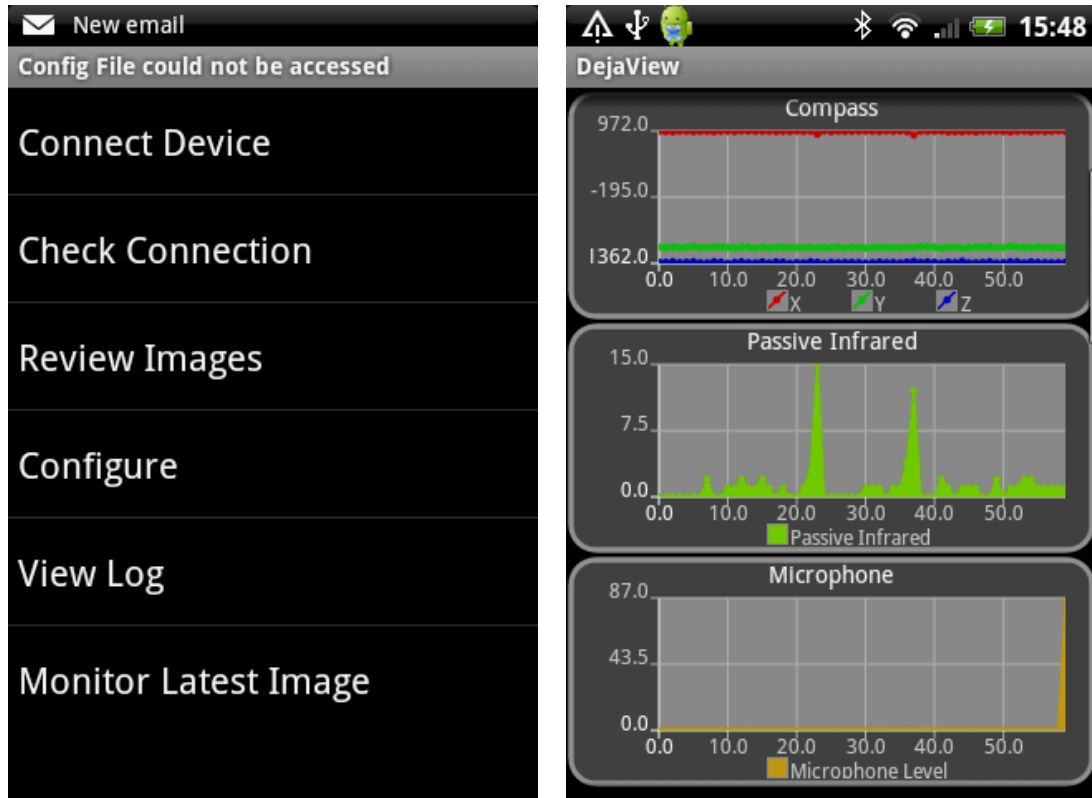 New email
Config File could not be accessed
Connect Device
Check Connection
Review Images
Configure
View Log
Monitor Latest Image
15:48
DejaView
Compass
972.0
-195.0
1362.0
0.0 10.0 20.0 30.0 40.0 50.0
X Y Z
Passive Infrared
15.0
7.5
0.0
0.0 10.0 20.0 30.0 40.0 50.0
Passive Infrared
Microphone
87.0
43.5
0.0
0.0 10.0 20.0 30.0 40.0 50.0
Microphone Level